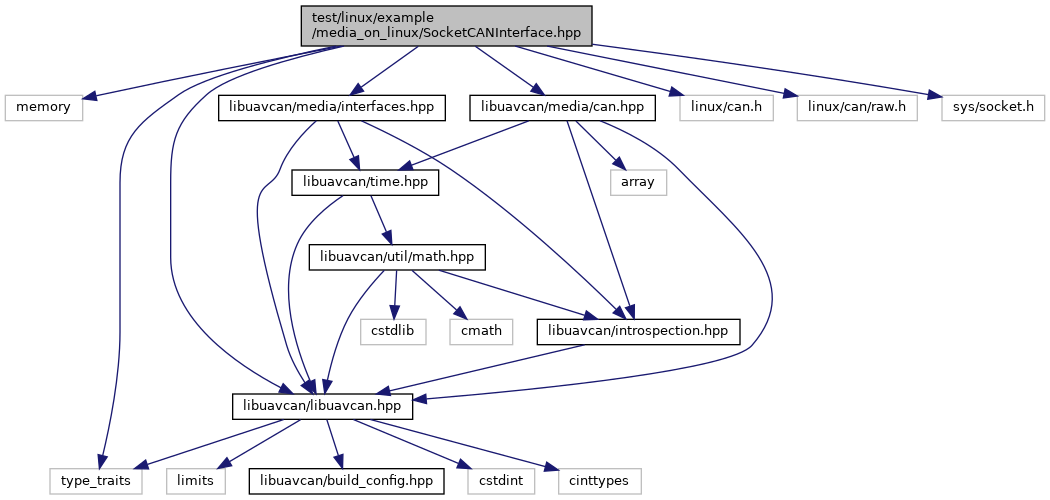 test/linux/example
/media_on_linux/SocketCANInterface.hpp
memory
libuavcan/media/interfaces.hpp
libuavcan/media/can.hpp
linux/can.h
linux/can/raw.h
sys/socket.h
libuavcan/time.hpp
array
libuavcan/util/math.hpp
cstdlib
cmath
libuavcan/introspection.hpp
libuavcan/libuavcan.hpp
type_traits
limits
libuavcan/build_config.hpp
cstdint
cinttypes